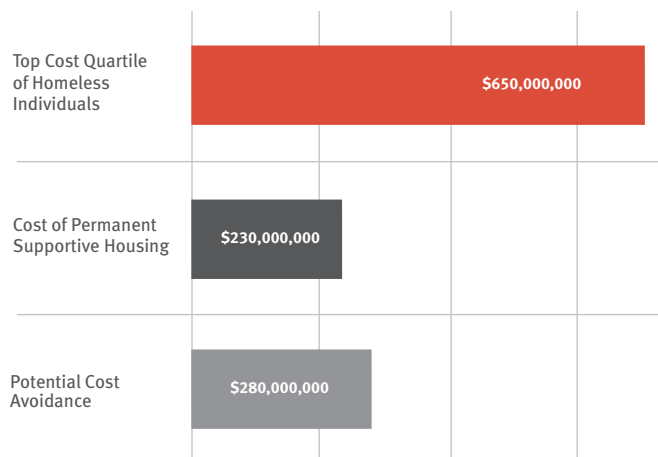 Top Cost Quartile
of Homeless
Individuals
$650,000,000
Cost of Permanent
Supportive Housing
$230,000,000
Potential Cost
Avoidance
$280,000,000